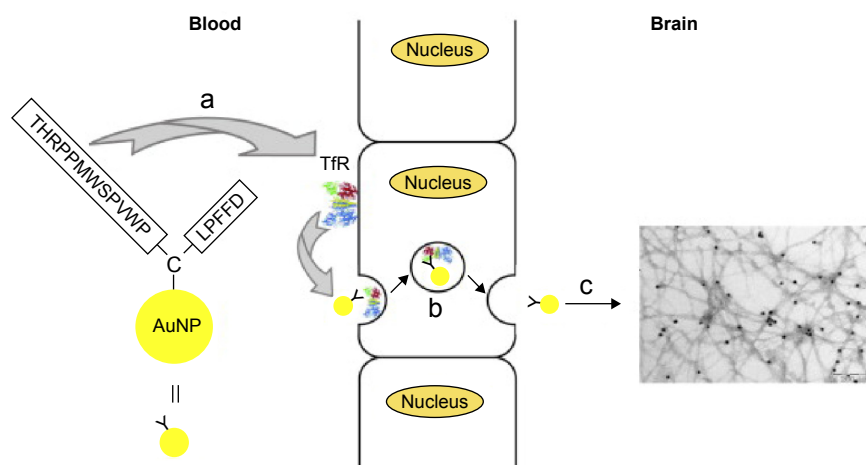 Blood
Brain
Nucleus
a
THRPPMWSPVWP
LPFFD
TfR
Nucleus
C
b
c
AuNP
=
Nucleus